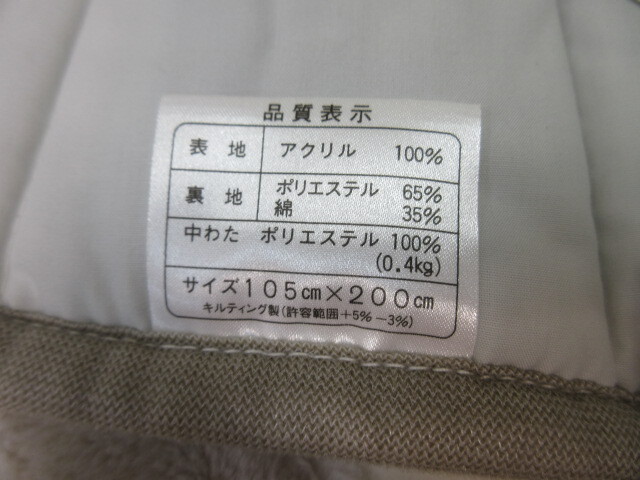 品質表示
表地 アクリル 100%
裏地 ポリエステル 65%
綿 35%
中わた ポリエステル 100%
(0.4kg)
サイズ105cm×200cm
キルティング製(許容範囲+5%-3%)